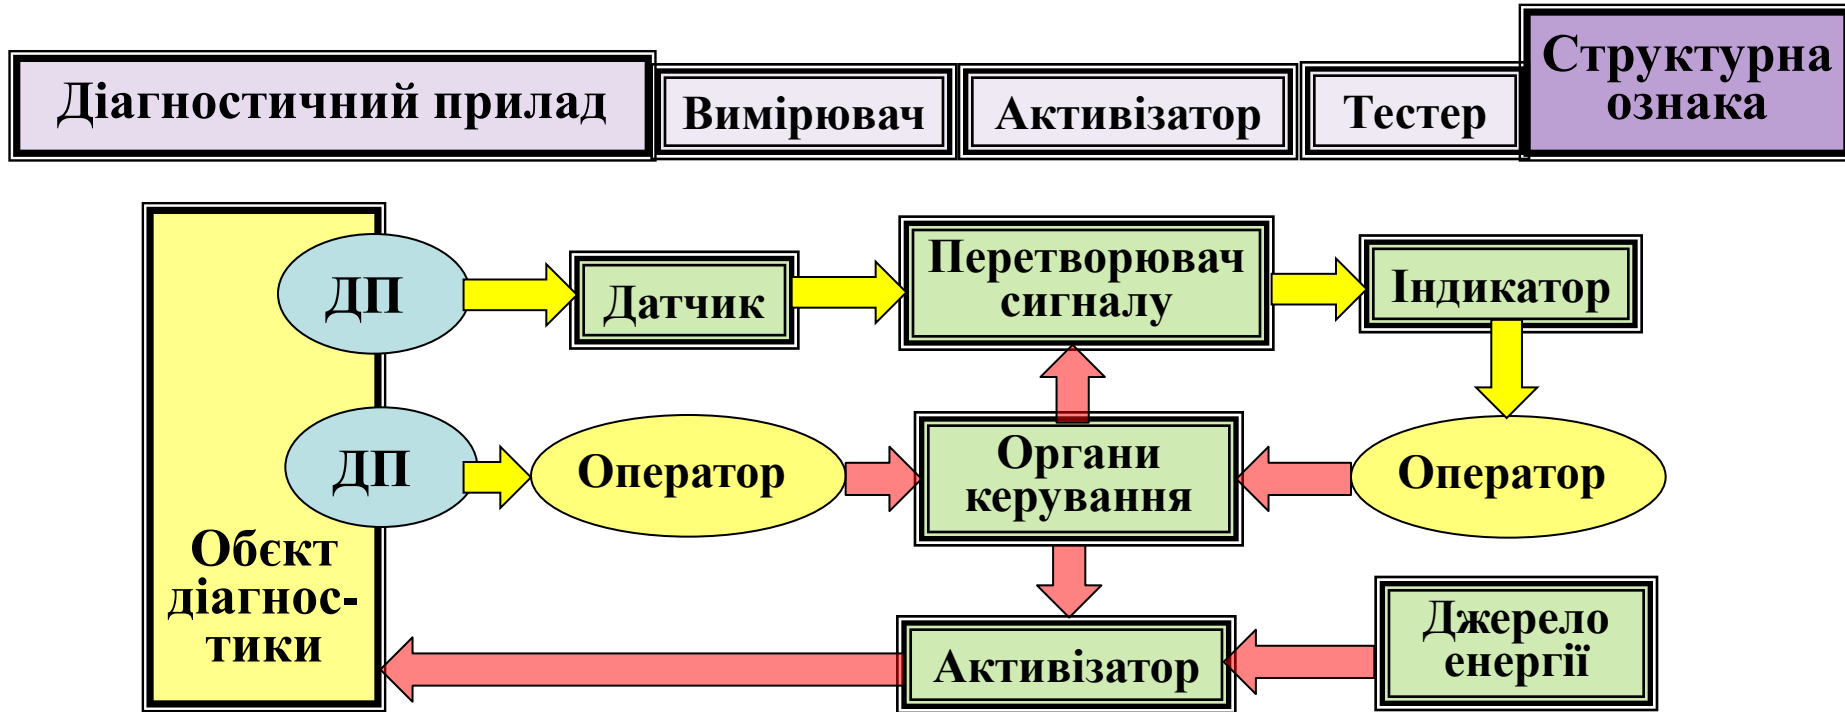 Діагностичний прилад
Вимірювач
Активізатор
Тестер
Структурна
ознака
ДП
Датчик
Перетворювач
сигналу
Індикатор
ДП
Оператор
Органи
керування
Оператор
Обєкт
діагнос-
тики
Активізатор
Джерело
енергії